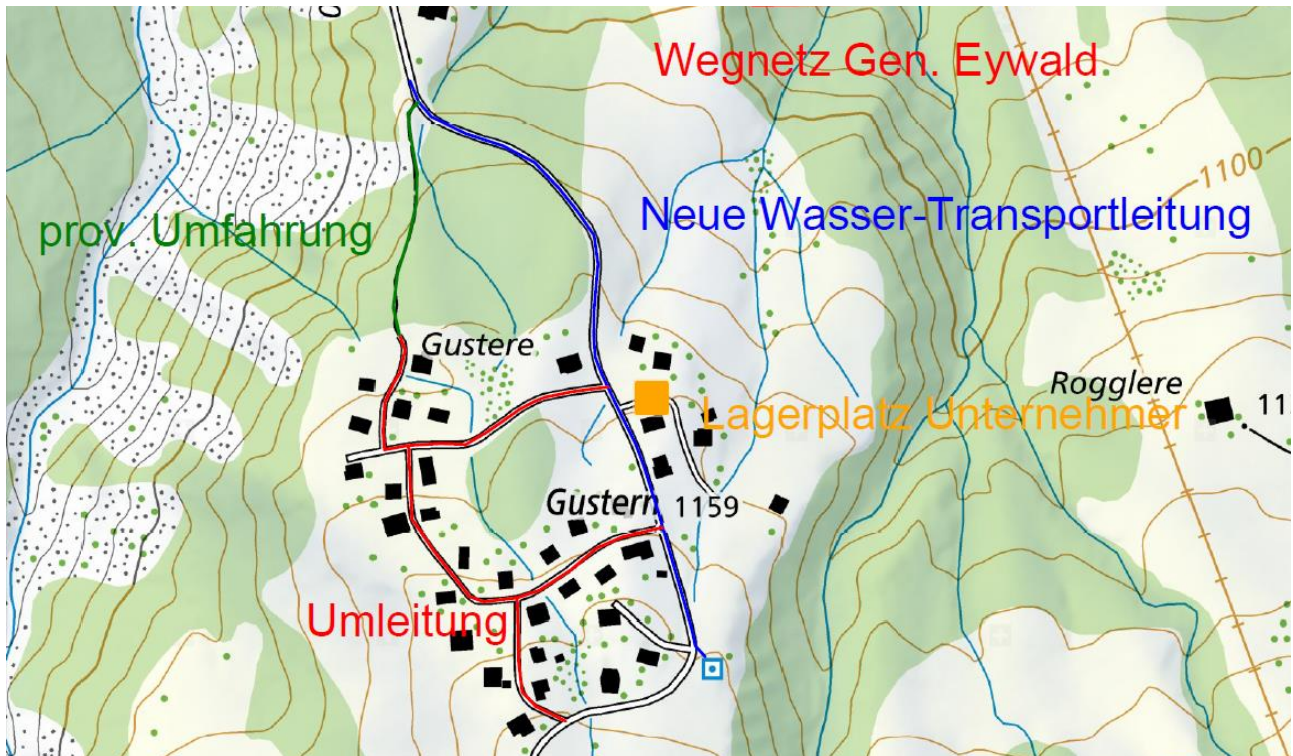 Wegnetz Gen. Eywald
1100
Neue Wasser-Transportleitung
prov. Umfahrung
Gustere
Rogglere
Lagerplatz Unternehmer
Gustern 1159
Umleitung